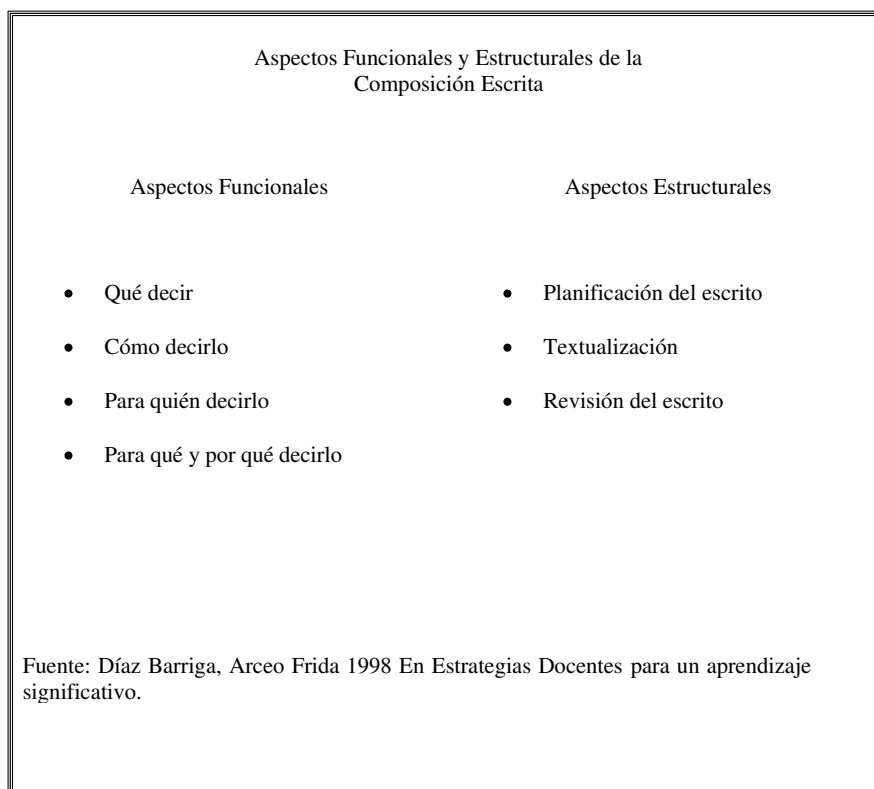 Aspectos Funcionales y Estructurales de la
Composición Escrita
Aspectos Funcionales
Aspectos Estructurales
• Qué decir
• Cómo decirlo
• Para quién decirlo
• Para qué y por qué decirlo
• Planificación del escrito
• Textualización
• Revisión del escrito
Fuente: Díaz Barriga, Arceo Frida 1998 En Estrategias Docentes para un aprendizaje
significativo.